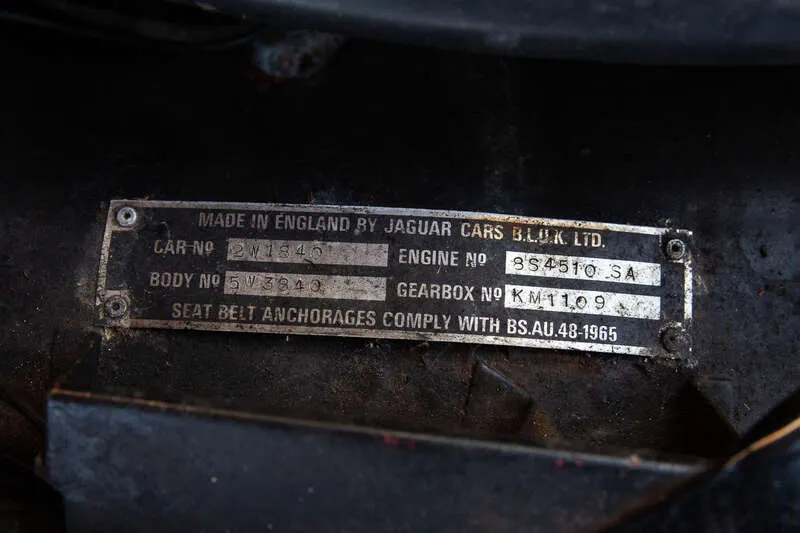 MADE IN ENGLAND BY JAGUAR CARS B.L.U.K. LTD.
CAR Nº 2W1840 ENGINE Nº 8S4510 SA
BODY Nº 5W3840 GEARBOX Nº KM1109
SEAT BELT ANCHORAGES COMPLY WITH BS.AU.48-1965